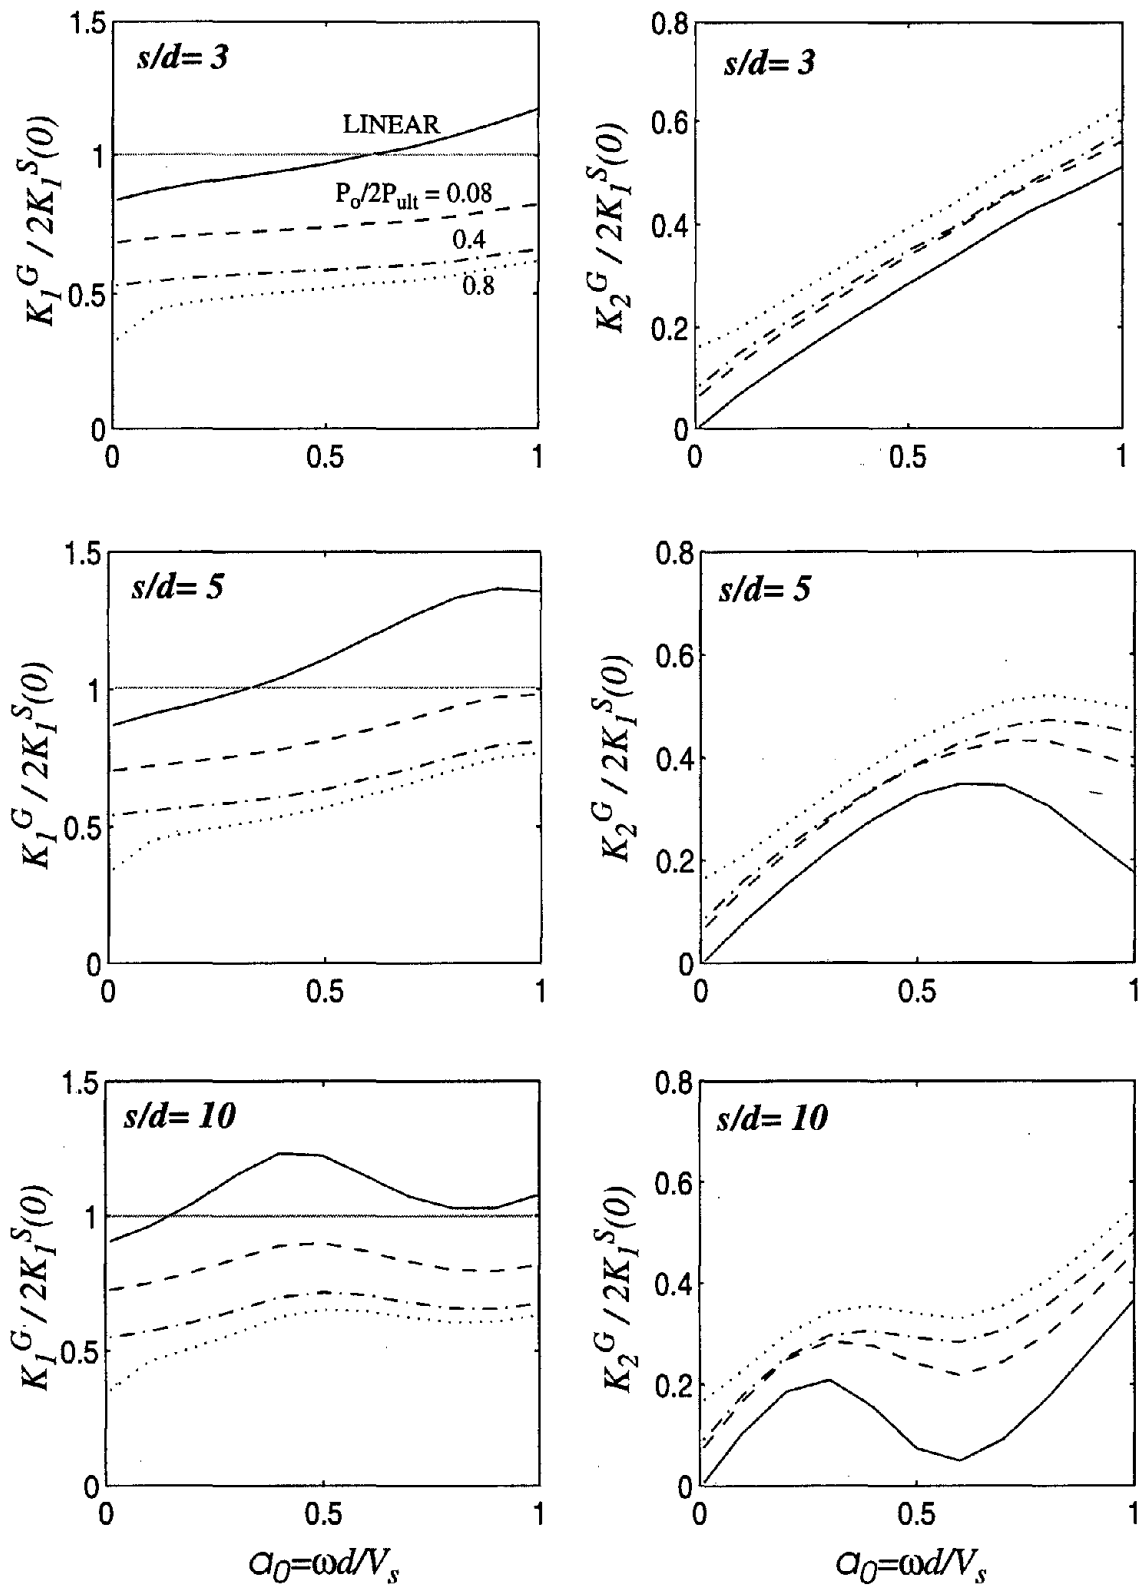 1.5
s/d= 3
LINEAR
1
P_o/2P_ult = 0.08
0.4
0.5
0.8
0
0 0.5 1
K_1^G / 2K_1^S(0)
0.8
s/d= 3
0.6
0.4
0.2
0
0 0.5 1
K_2^G / 2K_1^S(0)
1.5
s/d= 5
1
0.5
0
0 0.5 1
K_1^G / 2K_1^S(0)
0.8
s/d= 5
0.6
0.4
0.2
0
0 0.5 1
K_2^G / 2K_1^S(0)
1.5
s/d= 10
1
0.5
0
0 0.5 1
K_1^G / 2K_1^S(0)
a_0=ωd/V_s
0.8
s/d= 10
0.6
0.4
0.2
0
0 0.5 1
K_2^G / 2K_1^S(0)
a_0=ωd/V_s